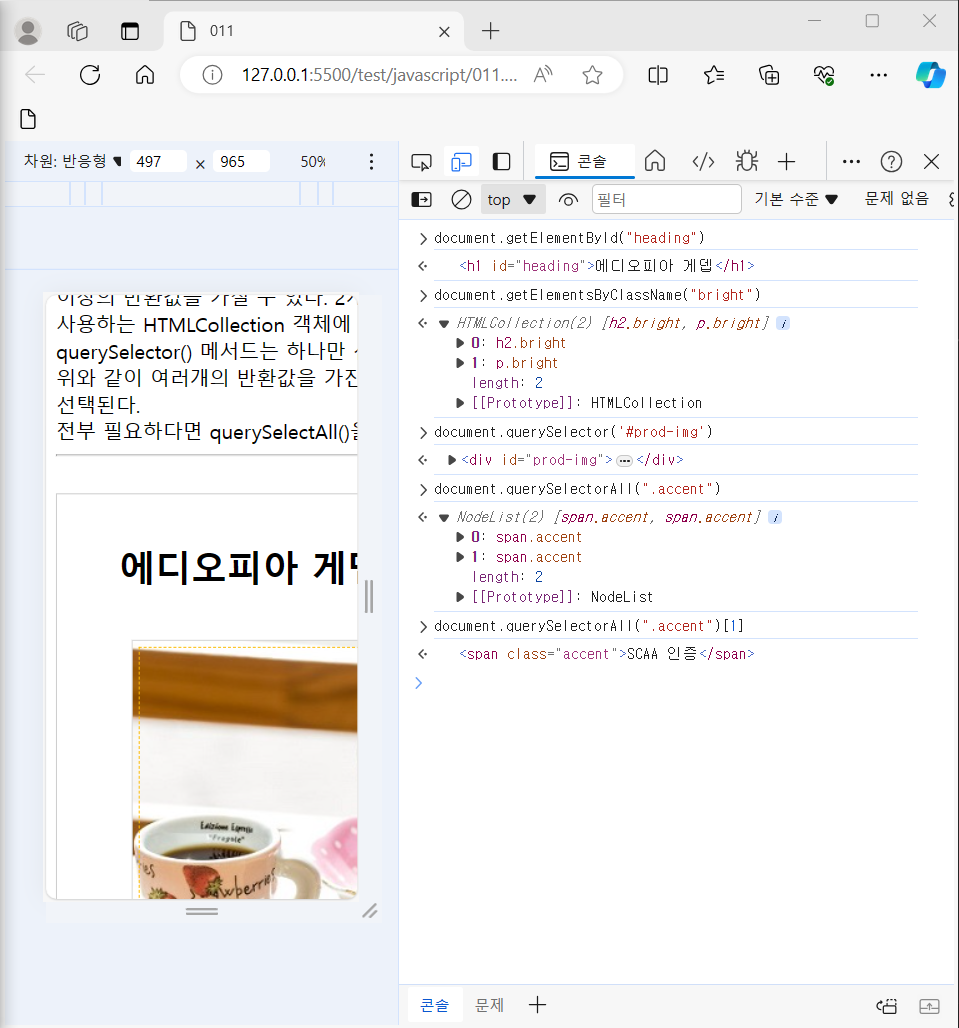 011
127.0.0.1:5500/test/javascript/011....
차원: 반응형 497 × 965 50%
콘솔
top 필터 기본 수준 문제 없음
이상의 반환값을 가질 수 있다. 2
사용하는 HTMLCollection 객체에
querySelector() 메서드는 하나만
위와 같이 여러개의 반환값을 가진
선택된다.
전부 필요하다면 querySelectAll()을
에디오피아 게
Edizione
"Fragole"
Strawberries
document.getElementById("heading")
<h1 id="heading">에디오피아 게뎁</h1>
document.getElementsByClassName("bright")
HTMLCollection(2) [h2.bright, p.bright] i
0: h2.bright
1: p.bright
length: 2
[[Prototype]]: HTMLCollection
document.querySelector('#prod-img')
<div id="prod-img">…</div>
document.querySelectorAll(".accent")
NodeList(2) [span.accent, span.accent] i
0: span.accent
1: span.accent
length: 2
[[Prototype]]: NodeList
document.querySelectorAll(".accent")[1]
<span class="accent">SCAA 인증</span>
콘솔 문제